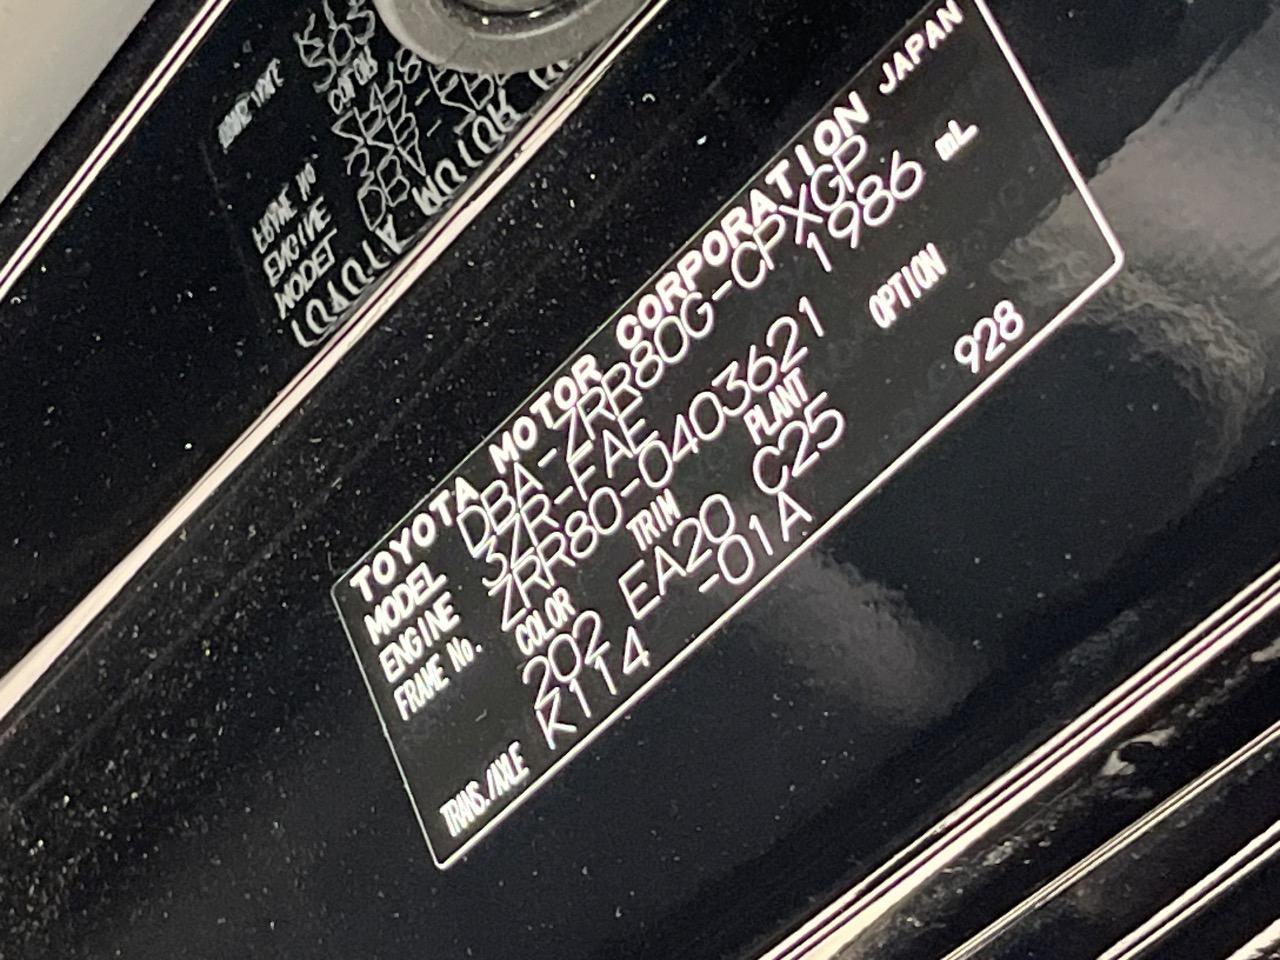 TOYOTA MOTOR CORPORATION JAPAN
MODEL DBA-ZRR80G-CPXGP
ENGINE 3ZR-FAE 1986 mL
FRAME No. ZRR80-0403621
COLOR TRIM PLANT OPTION
202 EA20 C25 928
TRANS./AXLE K114 -01A